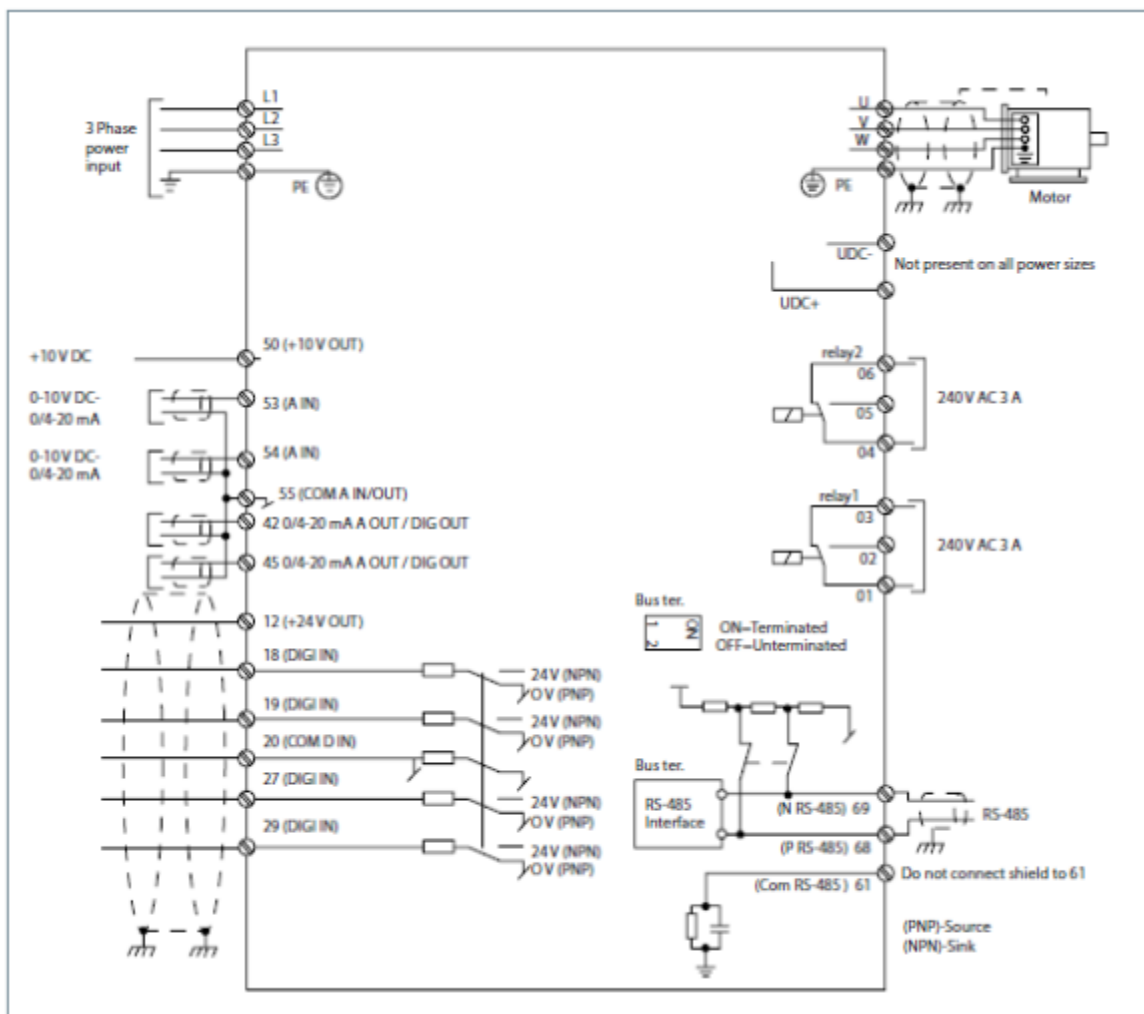 3 Phase
power
input
L1
L2
L3
PE
U
V
W
PE
Motor
UDC-
Not present on all power sizes
UDC+
+10 V DC
50 (+10 V OUT)
0-10V DC-
0/4-20 mA
53 (A IN)
0-10V DC-
0/4-20 mA
54 (A IN)
55 (COM A IN/OUT)
42 0/4-20 mA A OUT / DIG OUT
45 0/4-20 mA A OUT / DIG OUT
12 (+24 V OUT)
18 (DIGI IN)
24 V (NPN)
O V (PNP)
19 (DIGI IN)
24 V (NPN)
O V (PNP)
20 (COM D IN)
27 (DIGI IN)
24 V (NPN)
O V (PNP)
29 (DIGI IN)
24 V (NPN)
O V (PNP)
relay2
06
05
04
240 V AC 3 A
relay1
03
02
01
240 V AC 3 A
Bus ter.
1
2
ON
ON=Terminated
OFF=Unterminated
Bus ter.
RS-485
Interface
(N RS-485) 69
RS-485
(P RS-485) 68
(Com RS-485 ) 61
Do not connect shield to 61
(PNP)-Source
(NPN)-Sink